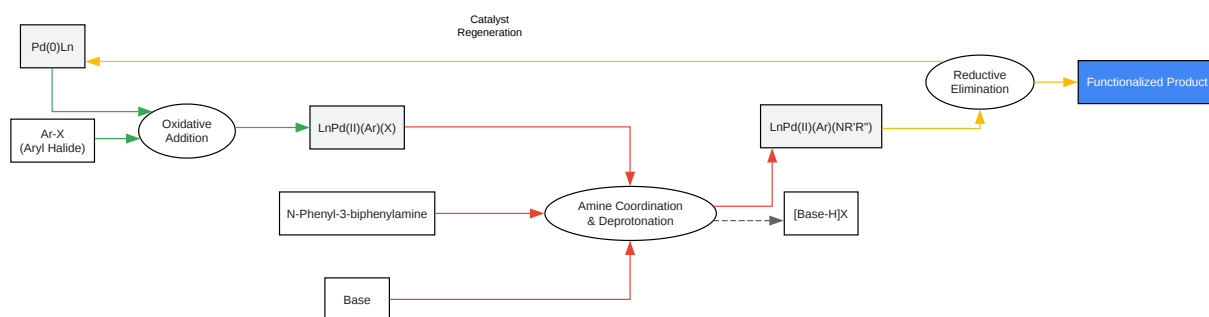 Catalyst
Regeneration
Pd(0)Ln
Reductive
Elimination
Functionalized Product
Ar-X
(Aryl Halide)
Oxidative
Addition
LnPd(II)(Ar)(X)
LnPd(II)(Ar)(NR'R")
N-Phenyl-3-biphenylamine
Amine Coordination
& Deprotonation
[Base-H]X
Base